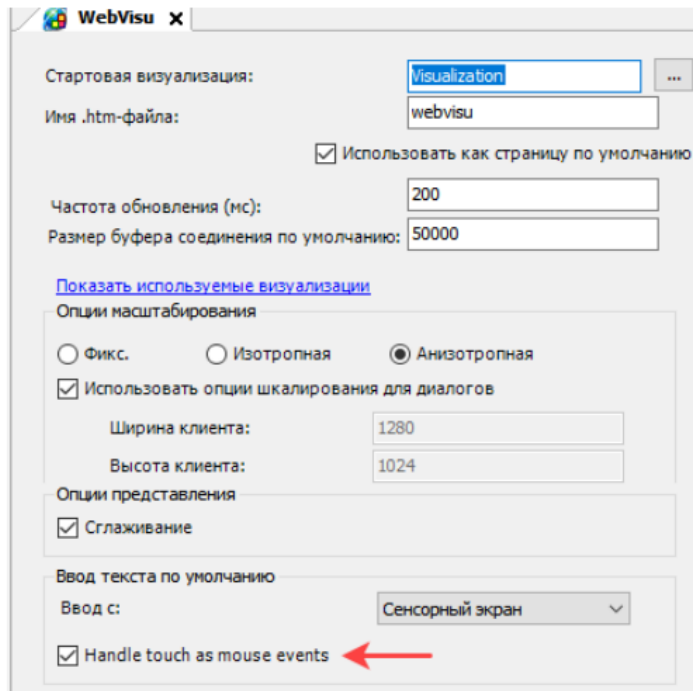 WebVisu x
Стартовая визуализация: Visualization ...
Имя .htm-файла: webvisu
Использовать как страницу по умолчанию
Частота обновления (мс): 200
Размер буфера соединения по умолчанию: 50000
Показать используемые визуализации
Опции масштабирования
Фикс. Изотропная Анизотропная
Использовать опции шкалирования для диалогов
Ширина клиента: 1280
Высота клиента: 1024
Опции представления
Сглаживание
Ввод текста по умолчанию
Ввод с: Сенсорный экран
Handle touch as mouse events